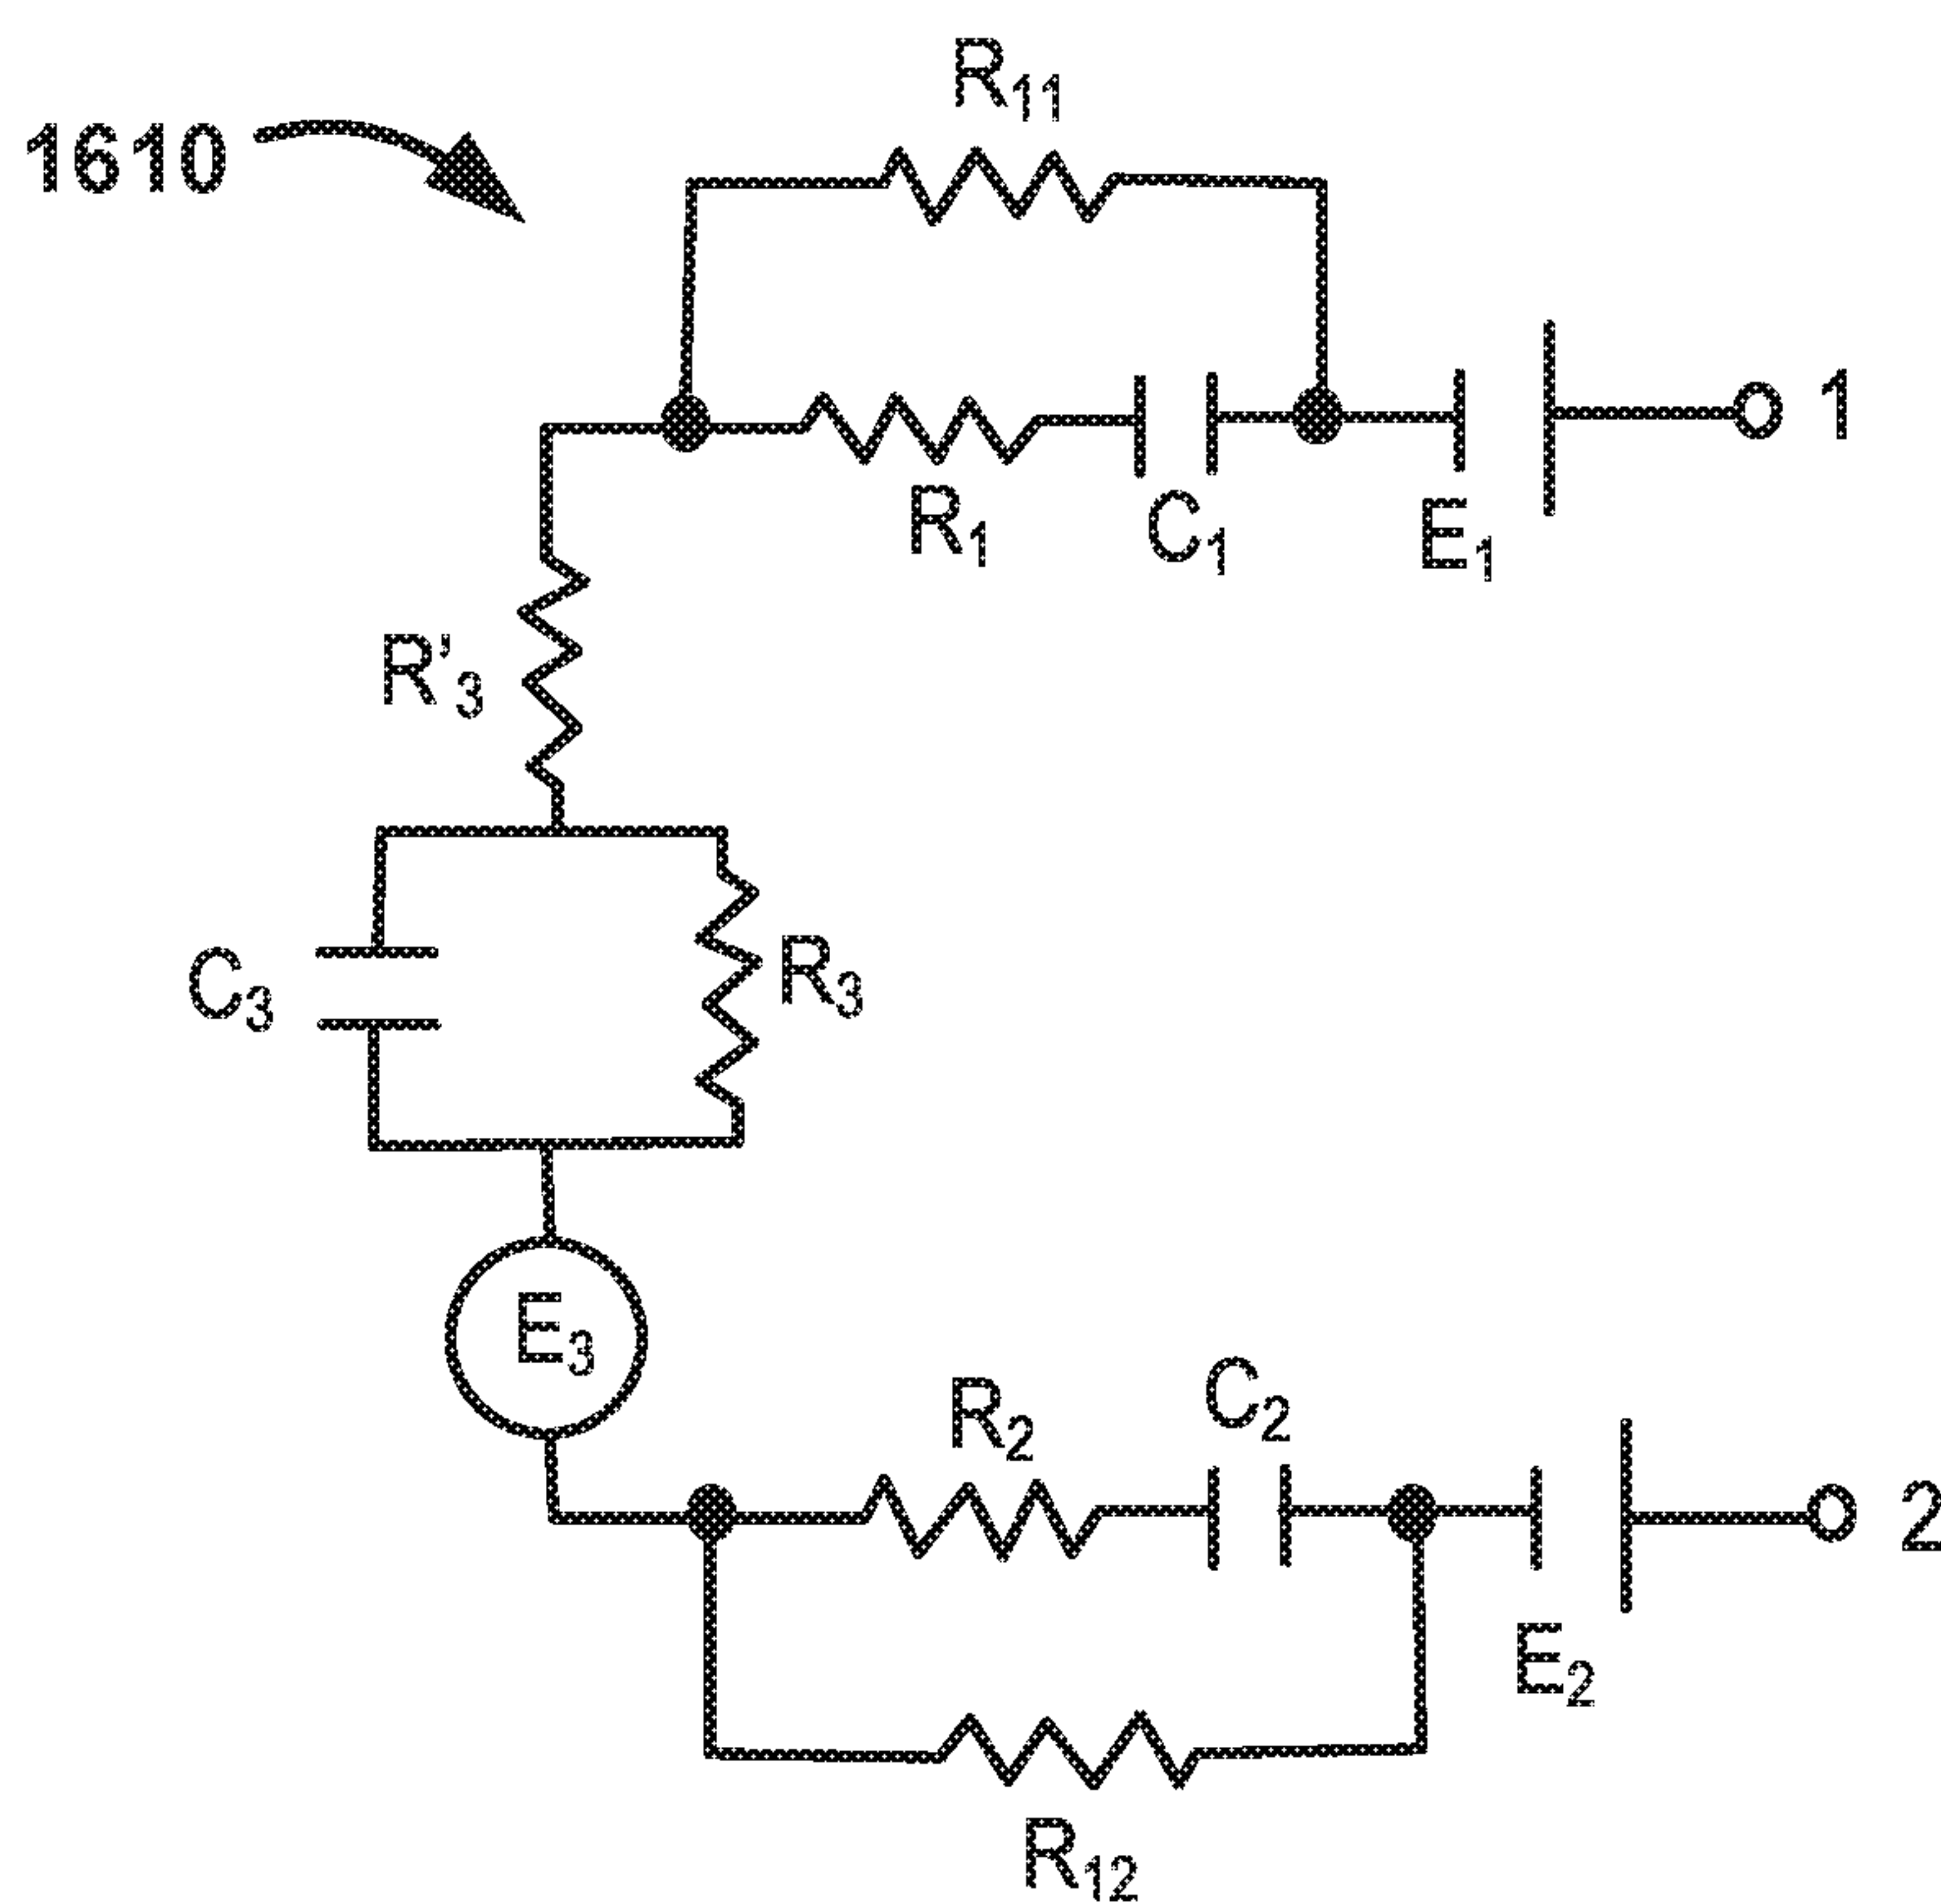 R₁₁
1610
1
R₁
C₁
E₁
R'₃
C₃
R₃
E₃
R₂
C₂
2
E₂
R₁₂